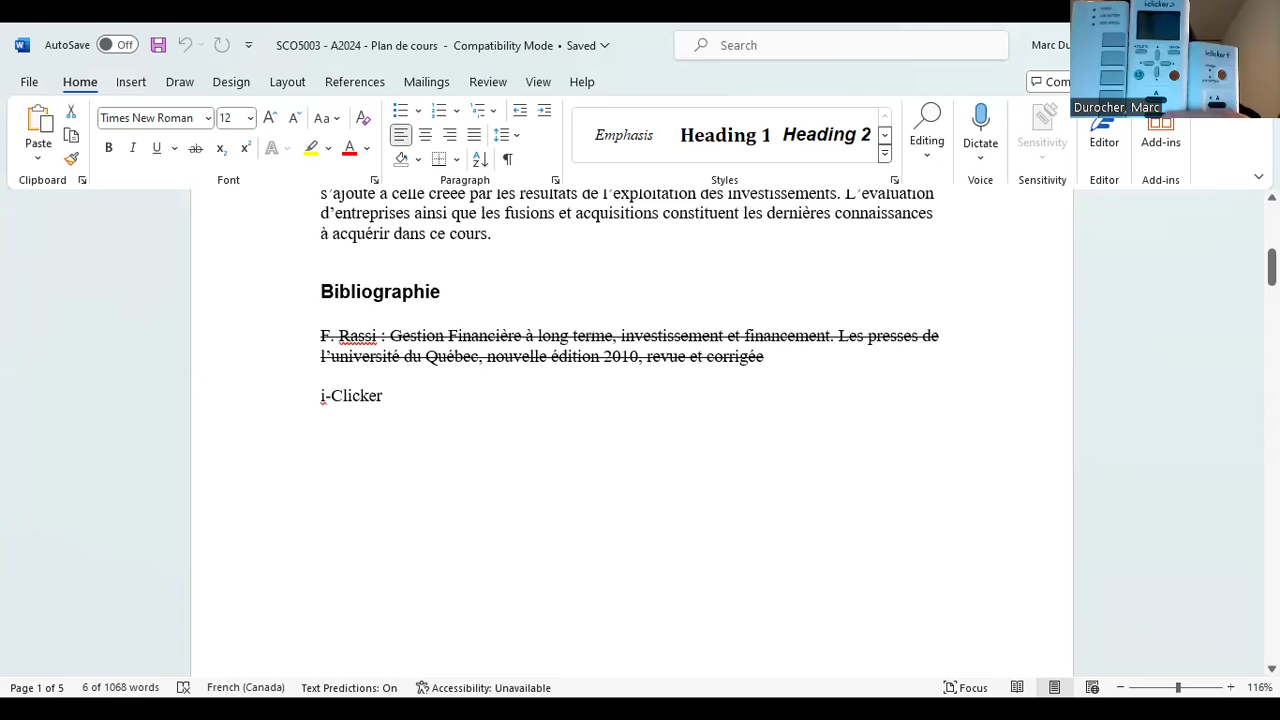 AutoSave
Off
SCO5003 - A2024 - Plan de cours - Compatibility Mode • Saved
Search
Marc Du
File
Home
Insert
Draw
Design
Layout
References
Mailings
Review
View
Help
Com
Durocher, Marc
i-clicker
Paste
Clipboard
Times New Roman
12
Font
Paragraph
Emphasis
Heading 1
Heading 2
Styles
Editing
Dictate
Voice
Sensitivity
Sensitivity
Editor
Editor
Add-ins
Add-ins
s’ajoute à celle créée par les résultats de l’exploitation des investissements. L’évaluation
d’entreprises ainsi que les fusions et acquisitions constituent les dernières connaissances
à acquérir dans ce cours.
Bibliographie
F. Rassi : Gestion Financière à long terme, investissement et financement. Les presses de
l’université du Québec, nouvelle édition 2010, revue et corrigée
i-Clicker
Page 1 of 5
6 of 1068 words
French (Canada)
Text Predictions: On
Accessibility: Unavailable
Focus
116%